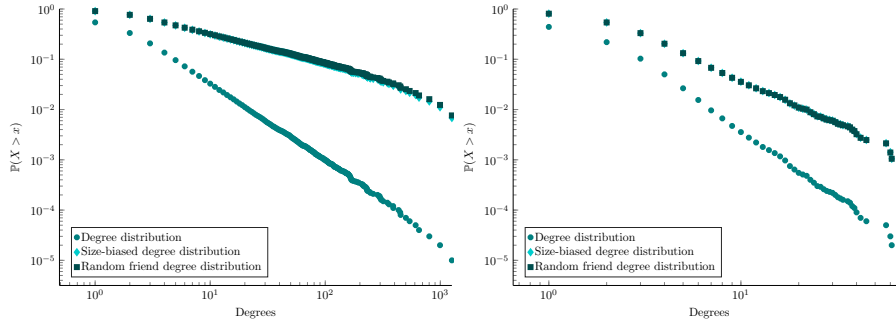 10^0
10^-1
10^-2
10^-3
10^-4
10^-5
ℙ(X > x)
Degree distribution
Size-biased degree distribution
Random friend degree distribution
10^0 10^1 10^2 10^3
Degrees
10^0
10^-1
10^-2
10^-3
10^-4
10^-5
ℙ(X > x)
Degree distribution
Size-biased degree distribution
Random friend degree distribution
10^0 10^1
Degrees